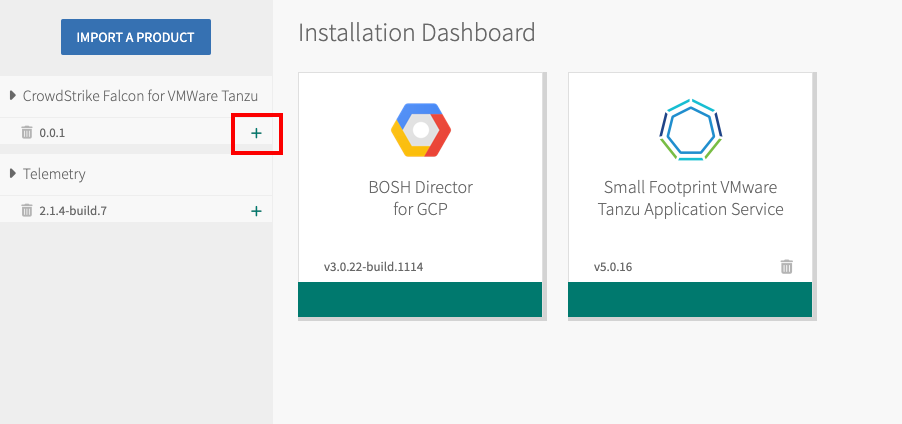 IMPORT A PRODUCT
CrowdStrike Falcon for VMWare Tanzu
0.0.1
Telemetry
2.1.4-build.7
Installation Dashboard
BOSH Director
for GCP
v3.0.22-build.1114
Small Footprint VMware
Tanzu Application Service
v5.0.16